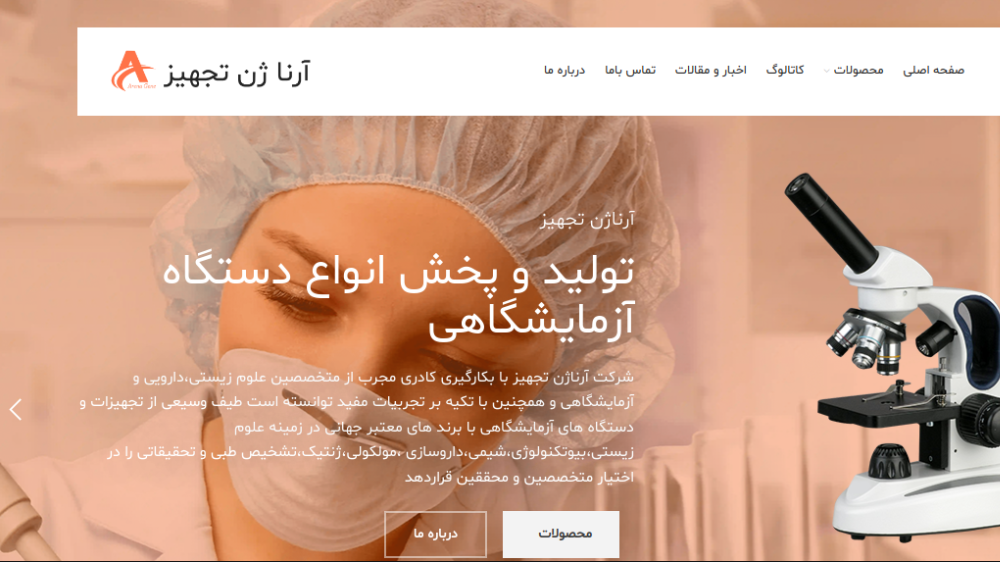 آرنا ژن تجهیز
صفحه اصلی
محصولات
کاتالوگ
اخبار و مقالات
تماس باما
درباره ما
آرناژن تجهیز
تولید و پخش انواع دستگاه
آزمایشگاهی
شرکت آرناژن تجهیز با بکارگیری کادری مجرب از متخصصین علوم زیستی،دارویی و
آزمایشگاهی و همچنین با تکیه بر تجربیات مفید توانسته است طیف وسیعی از تجهیزات و
دستگاه های آزمایشگاهی با برند های معتبر جهانی در زمینه علوم
زیستی،بیوتکنولوژی،شیمی،داروسازی ،مولکولی،ژنتیک،تشخیص طبی و تحقیقاتی را در
اختیار متخصصین و محققین قراردهد
محصولات
درباره ما